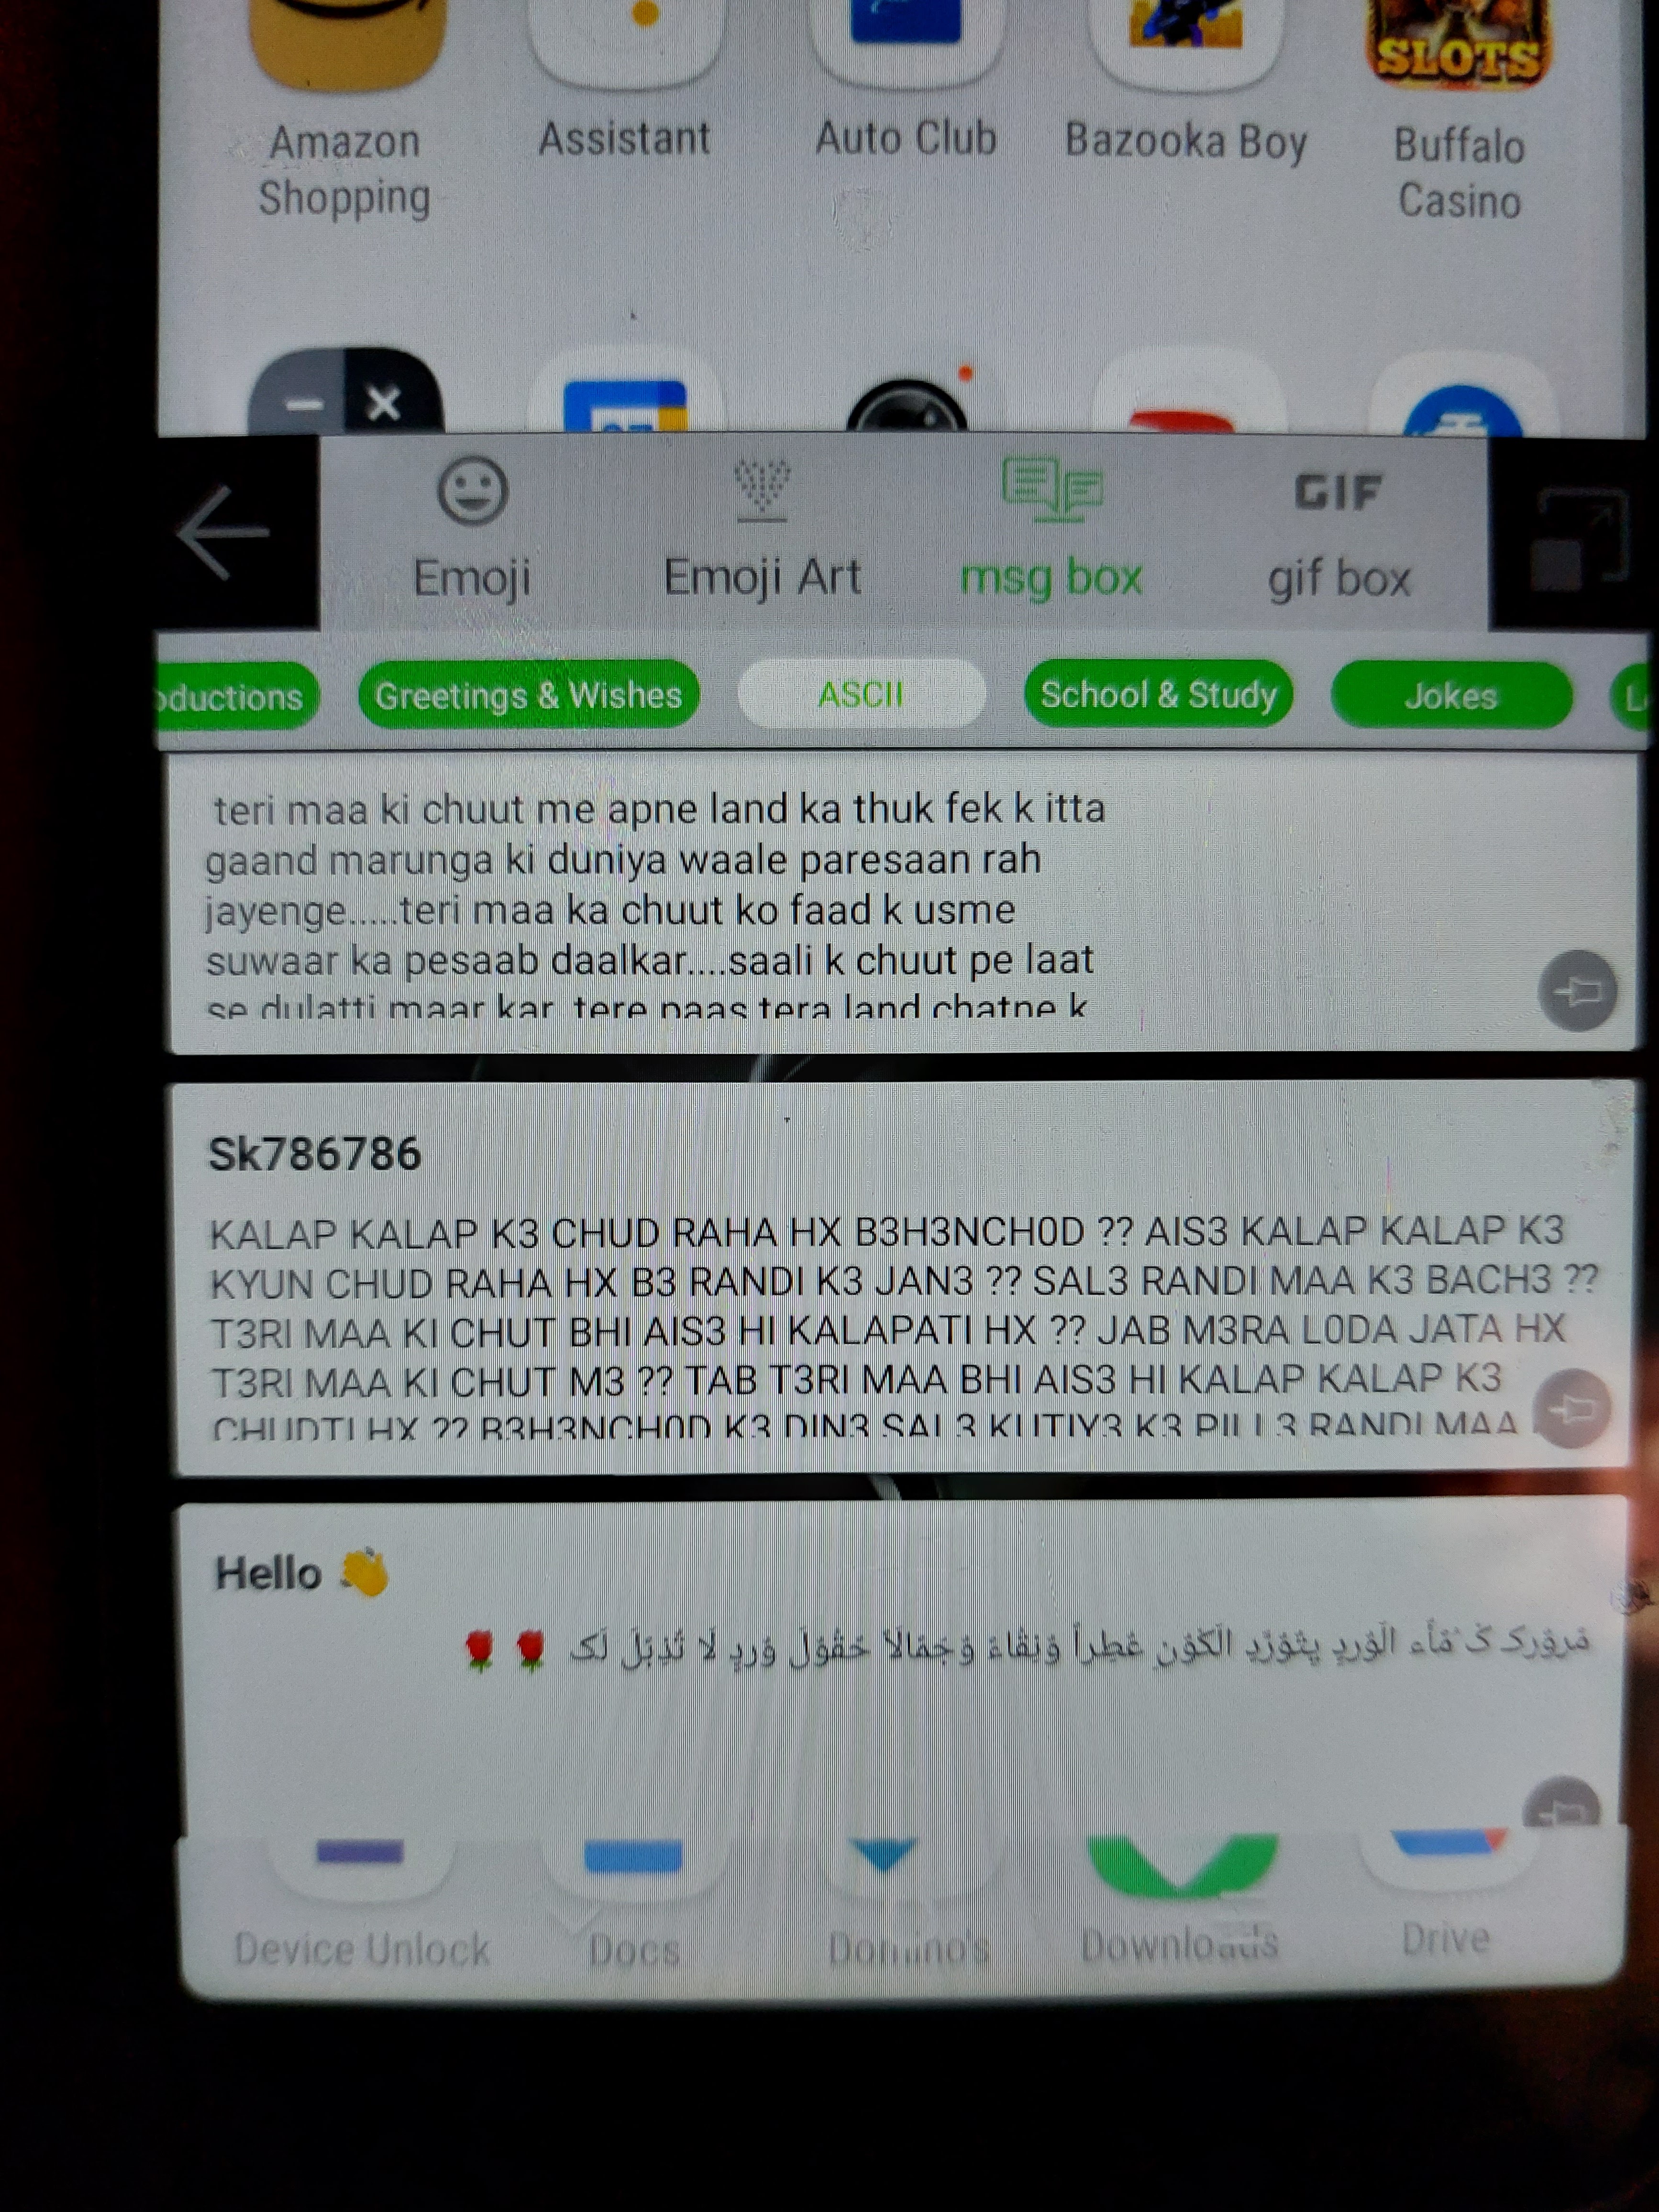 SLOTS
Amazon Shopping
Assistant
Auto Club
Bazooka Boy
Buffalo Casino
GIF
Emoji
Emoji Art
msg box
gif box
oductions
Greetings & Wishes
ASCII
School & Study
Jokes
teri maa ki chuut me apne land ka thuk fek k itta
gaand marunga ki duniya waale paresaan rah
jayenge.....teri maa ka chuut ko faad k usme
suwaar ka pesaab daalkar....saali k chuut pe laat
se dulatti maar kar tere paas tera land chatne k
Sk786786
KALAP KALAP K3 CHUD RAHA HX B3H3NCH0D ?? AIS3 KALAP KALAP K3
KYUN CHUD RAHA HX B3 RANDI K3 JAN3 ?? SAL3 RANDI MAA K3 BACH3 ??
T3RI MAA KI CHUT BHI AIS3 HI KALAPATI HX ?? JAB M3RA L0DA JATA HX
T3RI MAA KI CHUT M3 ?? TAB T3RI MAA BHI AIS3 HI KALAP KALAP K3
CHUDTI HX ?? B3H3NCH0D K3 DIN3 SAL3 KUTIY3 K3 PILL3 RANDI MAA
Hello 👋
الَكَوَن عَطِراً وَنِقَاءَ وَجَمَالاً حَقَوَلَ وَردٍ لَا تَذبَلَ لَک 🌹 🌹
Device Unlock
Docs
Domino's
Downloads
Drive